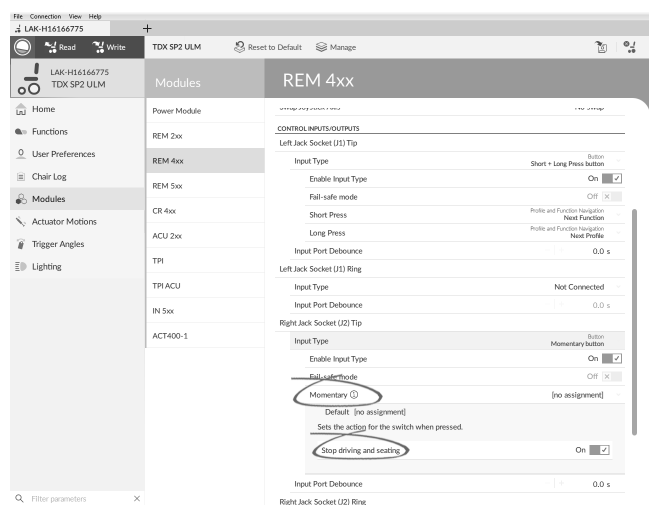 File Connection View Help
LAK-H16166775
Read Write TDX SP2 ULM Reset to Default Manage
LAK-H16166775
TDX SP2 ULM
Modules
REM 4xx
Home
Functions
User Preferences
Chair Log
Modules
Actuator Motions
Trigger Angles
Lighting
Filter parameters
Power Module
REM 2xx
REM 4xx
REM 5xx
CR 4xx
ACU 2xx
TPI
TPI ACU
IN 5xx
ACT400-1
CONTROL INPUTS/OUTPUTS
Left Jack Socket (J1) Tip
Input Type Button
Short + Long Press button
Enable Input Type On
Fail-safe mode Off
Short Press Profile and Function Navigation
Next Function
Long Press Profile and Function Navigation
Next Profile
Input Port Debounce 0.0 s
Left Jack Socket (J1) Ring
Input Type Not Connected
Input Port Debounce 0.0 s
Right Jack Socket (J2) Tip
Input Type Button
Momentary button
Enable Input Type On
Fail-safe mode Off
Momentary [no assignment]
Default [no assignment]
Sets the action for the switch when pressed.
Stop driving and seating On
Input Port Debounce 0.0 s
Right Jack Socket (J2) Ring